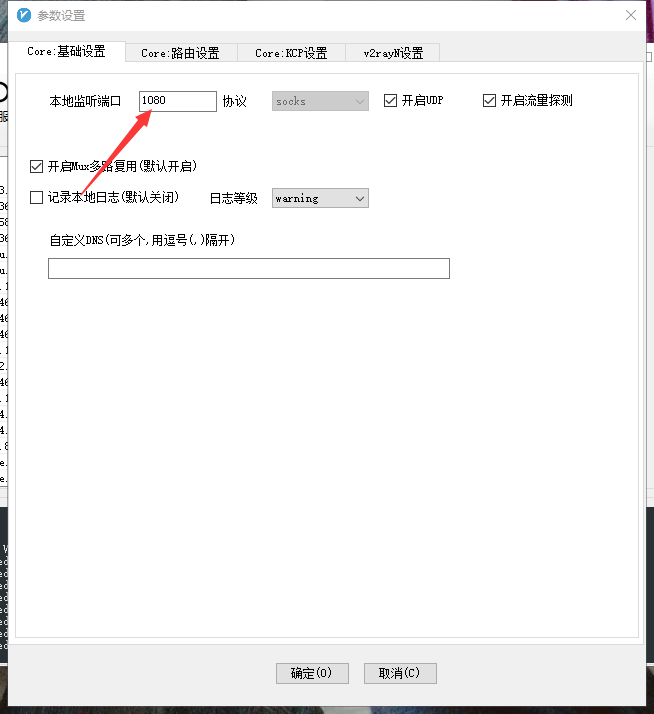 参数设置
Core:基础设置 Core:路由设置 Core:KCP设置 v2rayN设置
本地监听端口 1080 协议 socks 开启UDP 开启流量探测
开启Mux多路复用(默认开启)
记录本地日志(默认关闭) 日志等级 warning
自定义DNS(可多个,用逗号(,)隔开)
确定(O) 取消(C)